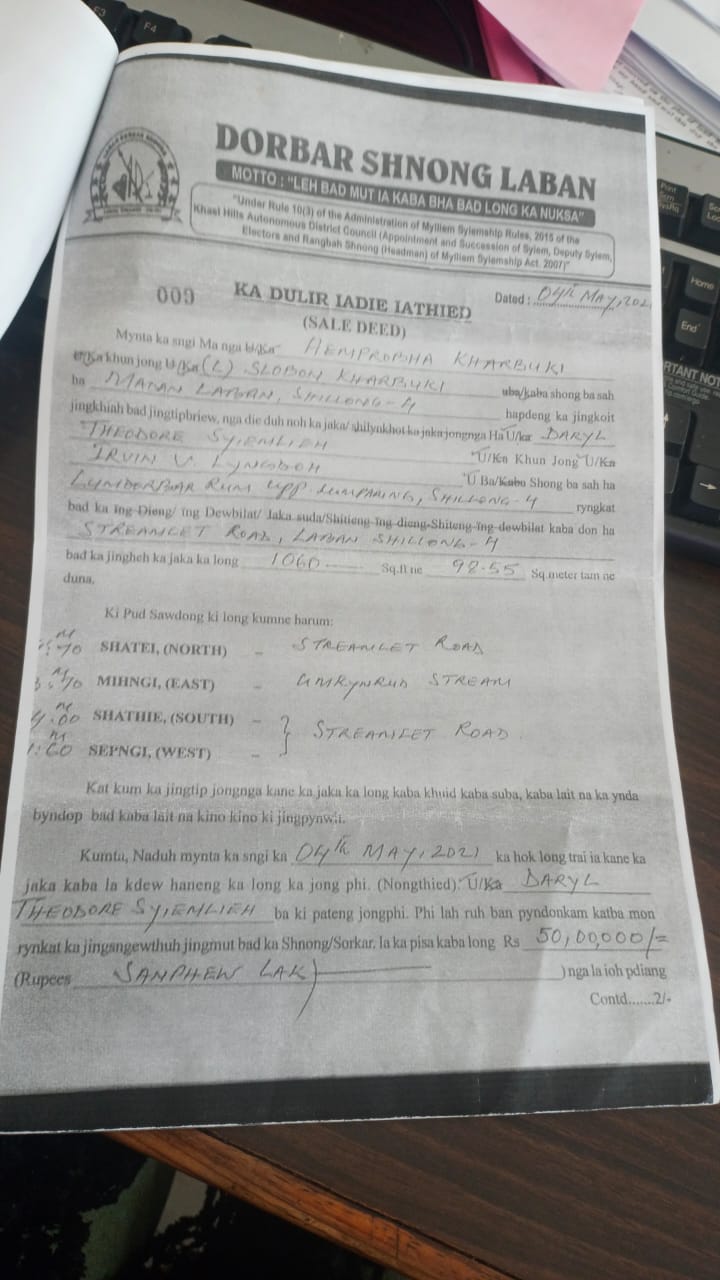 DORBAR SHNONG LABAN
MOTTO : "LEH BAD MUT IA KABA BHA BAD LONG KA NUKSA"
"Under Rule 10(3) of the Administration of Mylliem Syiemship Rules, 2015 of the
Khasi Hills Autonomous District Council (Appointment and Succession of Syiem, Deputy Syiem,
Electors and Rangbah Shnong (Headmen) of Mylliem Syiemship Act. 2007)"
009 KA DULIR IADIE IATHIED Dated : 04th MAY, 202
(SALE DEED)
Mynta ka sngi Ma nga U/Ka HEMPROBHA KHARBUKI
U/Ka khun jong U/Ka (L) SLOBON KHARBUKI
ha MADAN LABAN, SHILLONG-4 uba/kaba shong ba sah
jingkhiah bad jingtipbriew, nga die duh noh ka jaka/ shilynkhot ka jaka jongnga Ha U/ka DARYL hapdeng ka jingkoit
THEODORE SYIEMLIEH U/Ka Khun Jong U/Ka
IRVIN V. LYNGDOH U Ba/Kaba Shong ba sah ha
RUM Upp. LUMPARING, SHILLONG-4 ryngkat
bad ka ing-Dieng/ ing Dewbilat/ Jaka suda/Shiteng-ing-dieng-Shiteng-ing-dewbilat kaba don ha
STREAMLET ROAD, LABAN SHILLONG-4
bad ka jingheh ka jaka ka long 1060 Sq.ft ne 98.55 Sq.meter tam ne
duna.
Ki Pud Sawdong ki long kumne harum:
SHATEI, (NORTH) – STREAMLET ROAD
MIHNGI, (EAST) – UMKYNRUD STREAM
4.00 m SHATHIE, (SOUTH) – } STREAMLET ROAD
SEPNGI, (WEST) –
Kat kum ka jingtip jongnga kane ka jaka ka long kaba khuid kaba suba, kaba lait na ka ynda
byndop bad kaba lait na kino kino ki jingpynwit.
Kumta, Naduh mynta ka sngi ka 04th MAY, 2021 ka hok long trai ia kane ka
jaka kaba la kdew haneng ka long ka jong phi. (Nongthied). U/Ka DARYL
THEODORE SYIEMLIEH ba ki pateng jongphi. Phi lah ruh ban pyndonkam katba mon
rynkat ka jingsngewthuh jingmut bad ka Shnong/Sorkar. Ia ka pisa kaba long Rs 50,00,000/=
(Rupees SANPHEW LAK ) nga la ioh pdiang
Contd.......2/-
F3
F4
Home
End